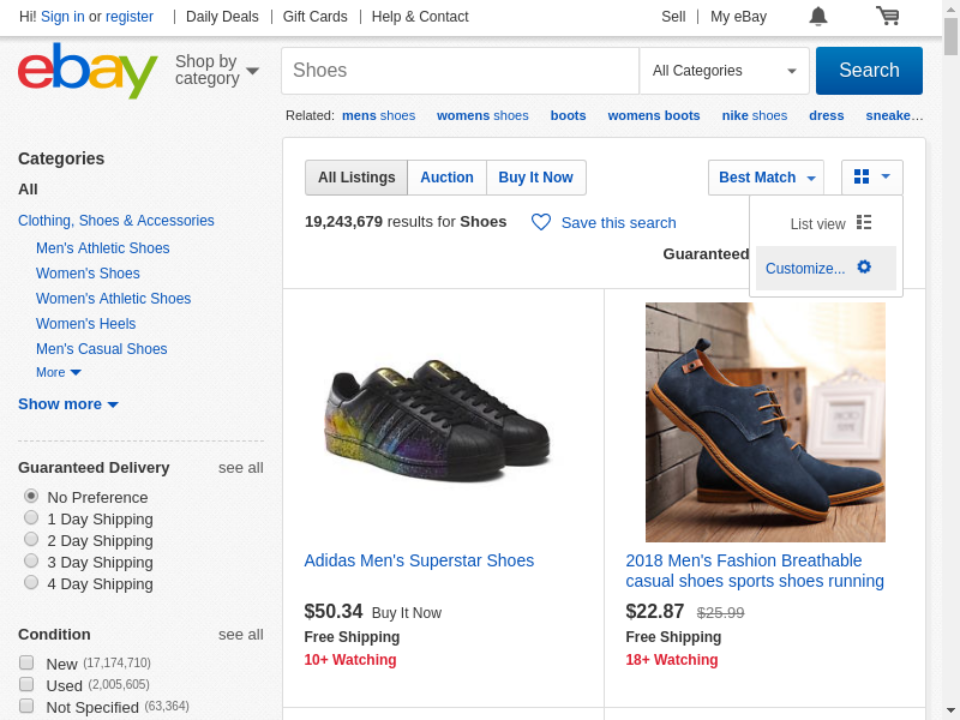 Hi! Sign in or register
Daily Deals
Gift Cards
Help & Contact
Sell
My eBay
ebay
Shop by
category
Shoes
All Categories
Search
Related: mens shoes womens shoes boots womens boots nike shoes dress sneake…
Categories
All
Clothing, Shoes & Accessories
Men's Athletic Shoes
Women's Shoes
Women's Athletic Shoes
Women's Heels
Men's Casual Shoes
More
Show more
Guaranteed Delivery see all
No Preference
1 Day Shipping
2 Day Shipping
3 Day Shipping
4 Day Shipping
Condition see all
New (17,174,710)
Used (2,005,605)
Not Specified (63,364)
All Listings Auction Buy It Now
Best Match
19,243,679 results for Shoes
Save this search
List view
Customize...
Guaranteed
Adidas Men's Superstar Shoes
$50.34 Buy It Now
Free Shipping
10+ Watching
2018 Men's Fashion Breathable
casual shoes sports shoes running
$22.87 $25.99
Free Shipping
18+ Watching